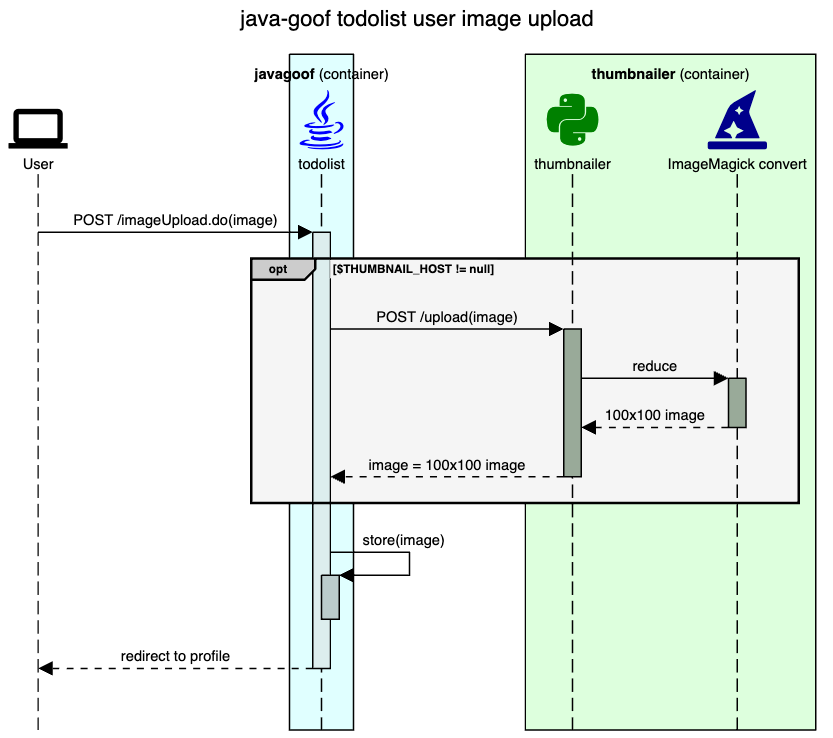 java-goof todolist user image upload
javagoof (container)
thumbnailer (container)
User
todolist
thumbnailer
ImageMagick convert
POST /imageUpload.do(image)
opt
[$THUMBNAIL_HOST != null]
POST /upload(image)
reduce
100x100 image
image = 100x100 image
store(image)
redirect to profile